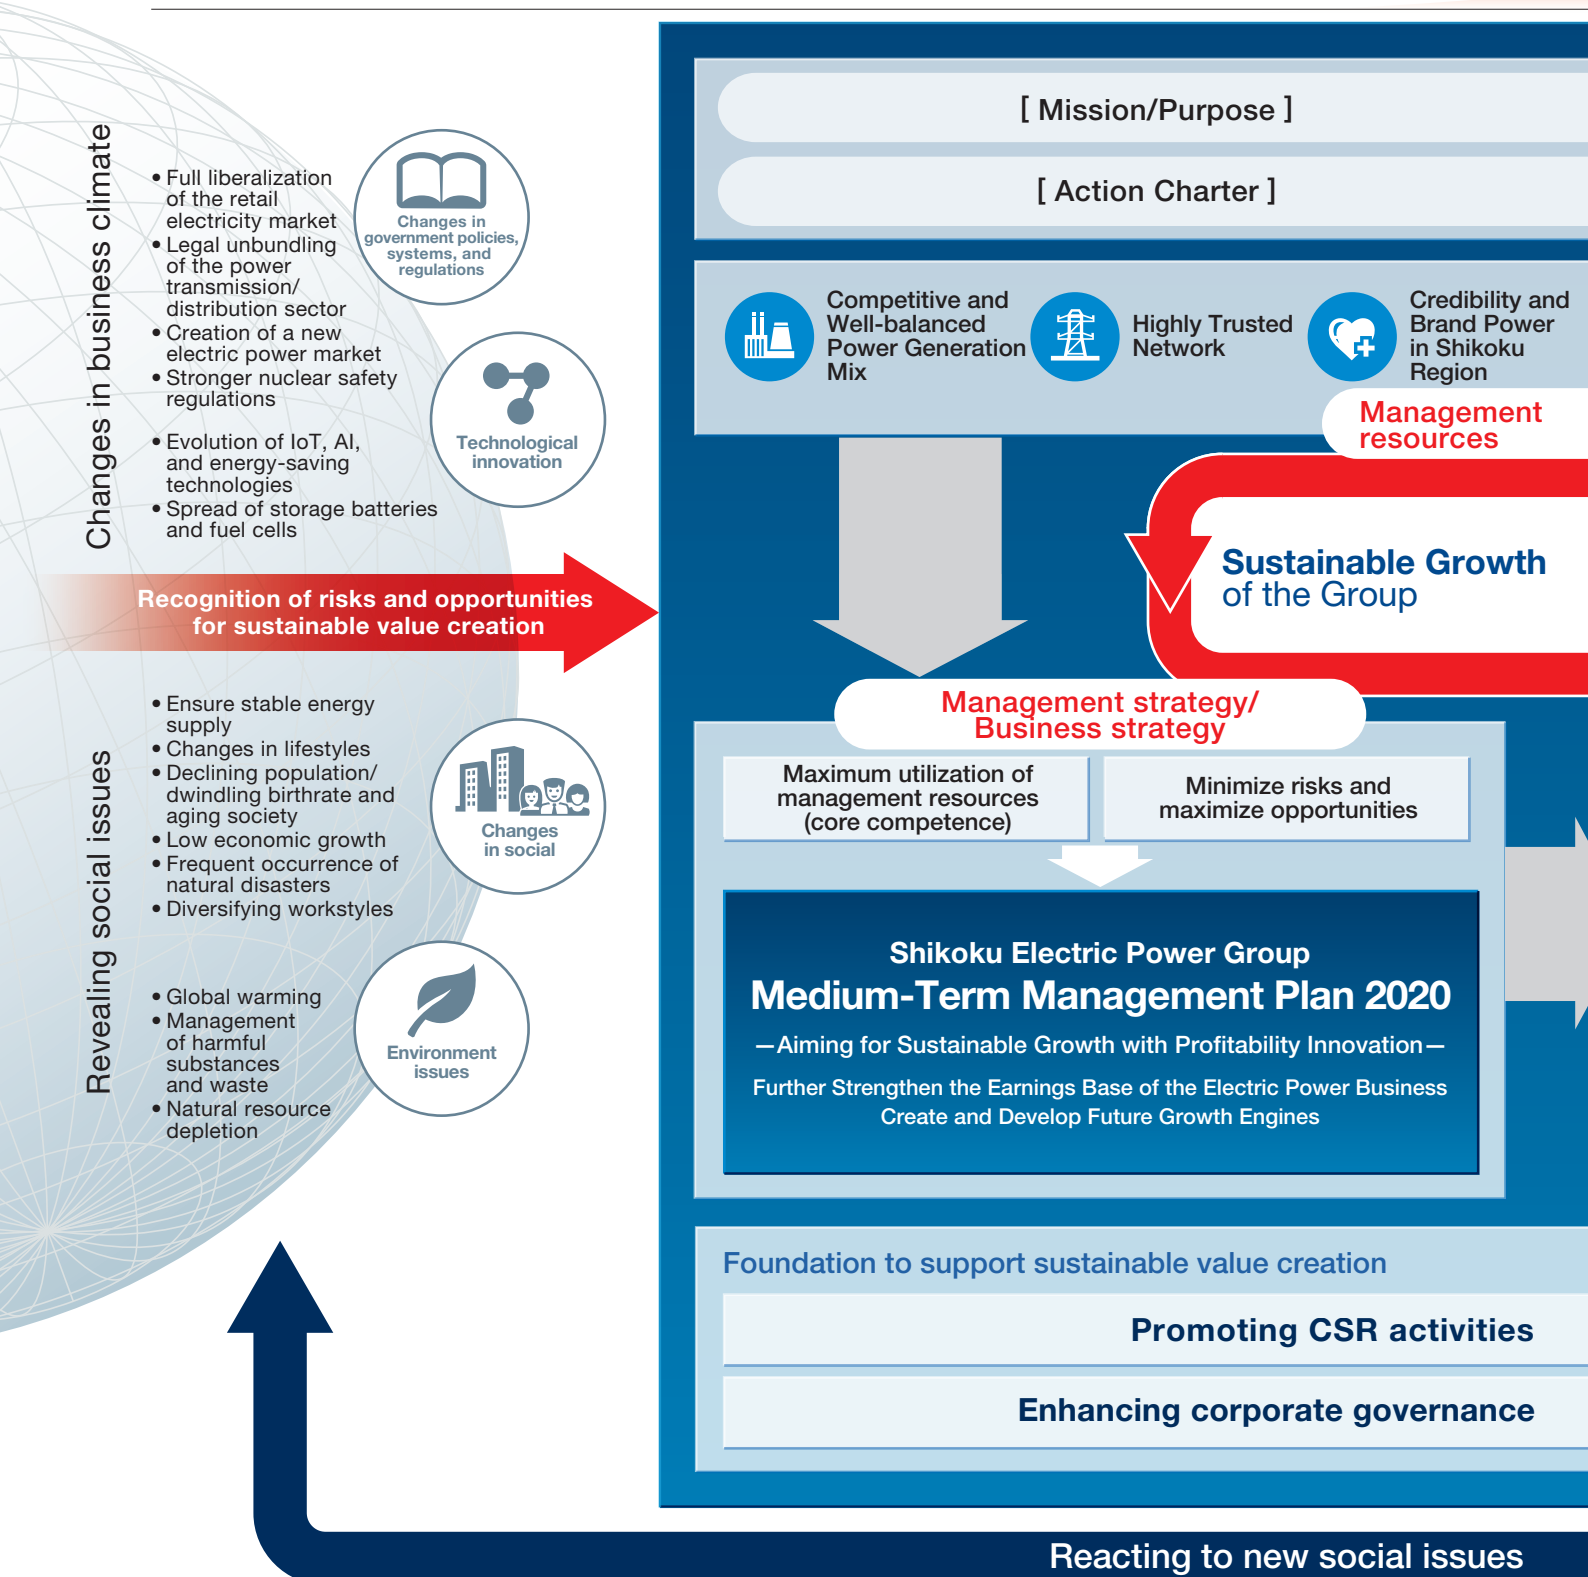 Changes in business climate
• Full liberalization
of the retail
electricity market
• Legal unbundling
of the power
transmission/
distribution sector
• Creation of a new
electric power market
• Stronger nuclear safety
regulations
Changes in
government policies,
systems, and
regulations
• Evolution of IoT, AI,
and energy-saving
technologies
• Spread of storage batteries
and fuel cells
Technological
innovation
Recognition of risks and opportunities
for sustainable value creation
Revealing social issues
• Ensure stable energy
supply
• Changes in lifestyles
• Declining population/
dwindling birthrate and
aging society
• Low economic growth
• Frequent occurrence of
natural disasters
• Diversifying workstyles
Changes
in social
• Global warming
• Management
of harmful
substances
and waste
• Natural resource
depletion
Environment
issues
[ Mission/Purpose ]
[ Action Charter ]
Competitive and
Well-balanced
Power Generation
Mix
Highly Trusted
Network
Credibility and
Brand Power
in Shikoku
Region
Management
resources
Sustainable Growth
of the Group
Management strategy/
Business strategy
Maximum utilization of
management resources
(core competence)
Minimize risks and
maximize opportunities
Shikoku Electric Power Group
Medium-Term Management Plan 2020
—Aiming for Sustainable Growth with Profitability Innovation—
Further Strengthen the Earnings Base of the Electric Power Business
Create and Develop Future Growth Engines
Foundation to support sustainable value creation
Promoting CSR activities
Enhancing corporate governance
Reacting to new social issues